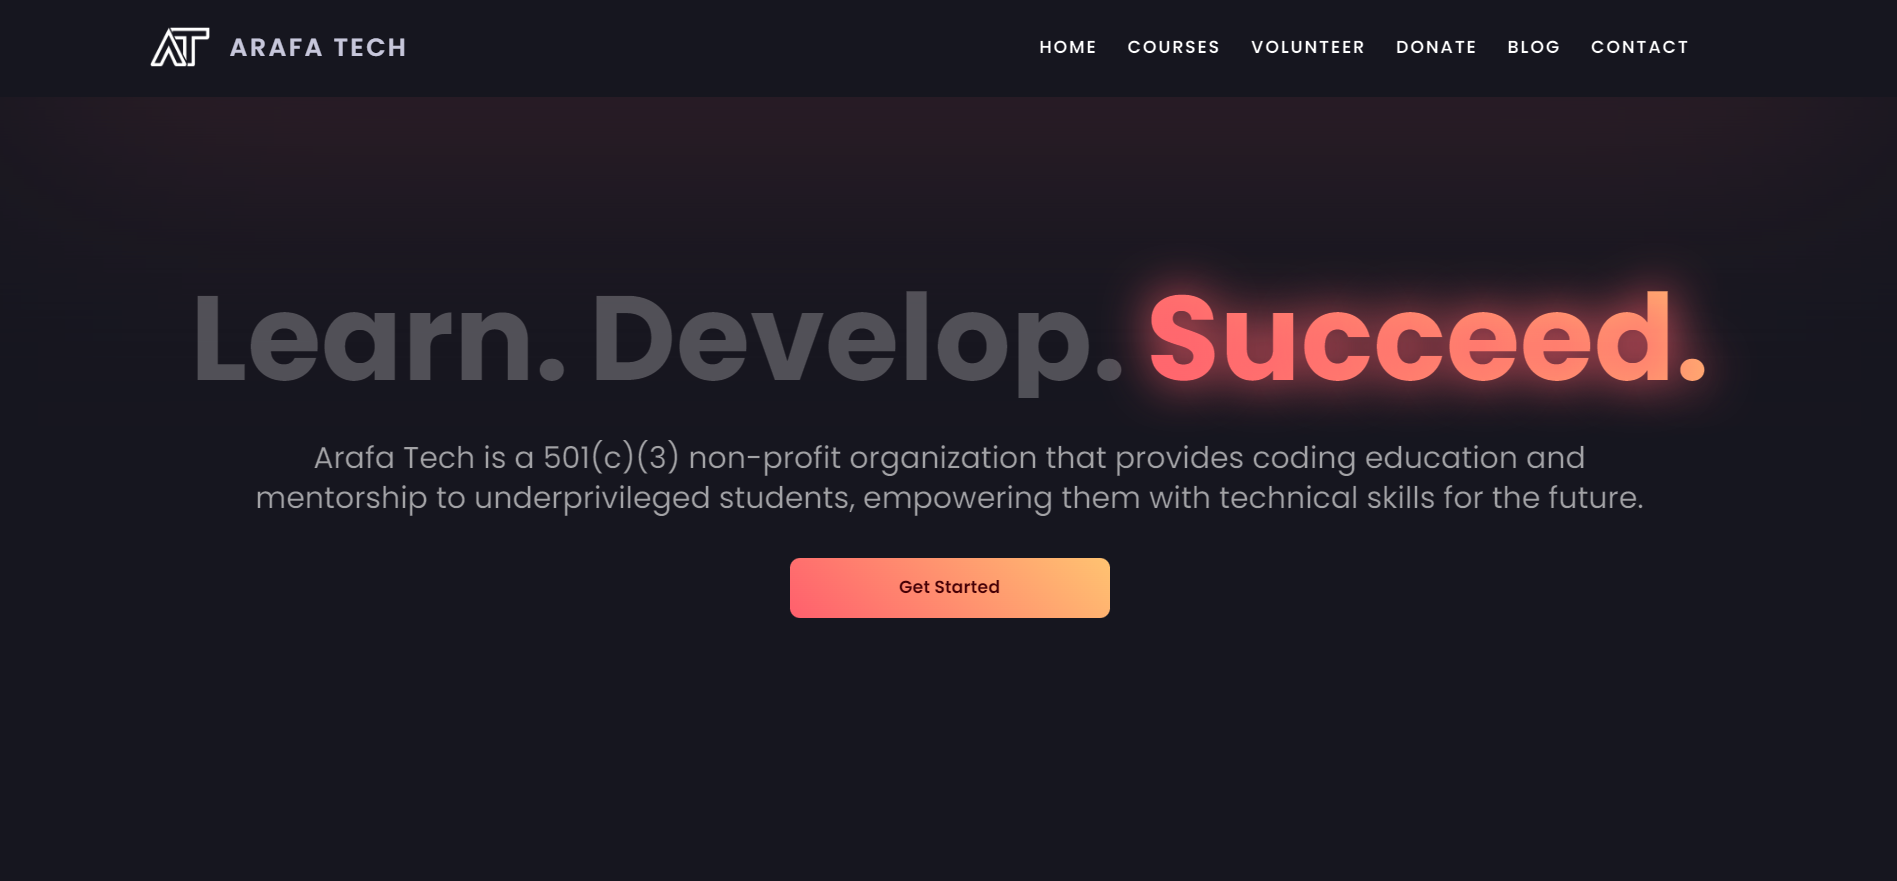 AT ARAFA TECH
HOME COURSES VOLUNTEER DONATE BLOG CONTACT
Learn. Develop. Succeed.
Arafa Tech is a 501(c)(3) non-profit organization that provides coding education and
mentorship to underprivileged students, empowering them with technical skills for the future.
Get Started